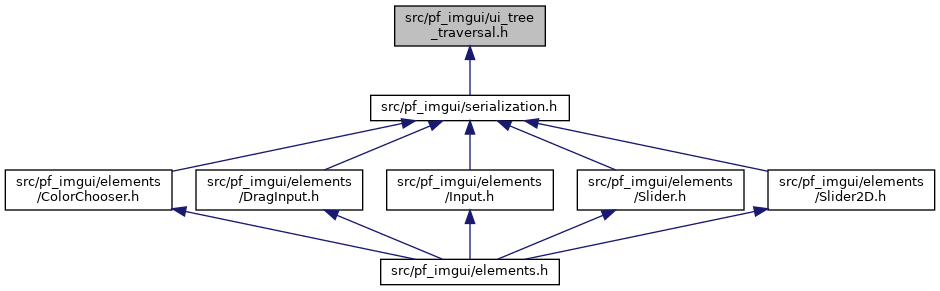 src/pf_imgui/ui_tree
_traversal.h
src/pf_imgui/serialization.h
src/pf_imgui/elements
/ColorChooser.h
src/pf_imgui/elements
/DragInput.h
src/pf_imgui/elements
/Input.h
src/pf_imgui/elements
/Slider.h
src/pf_imgui/elements
/Slider2D.h
src/pf_imgui/elements.h